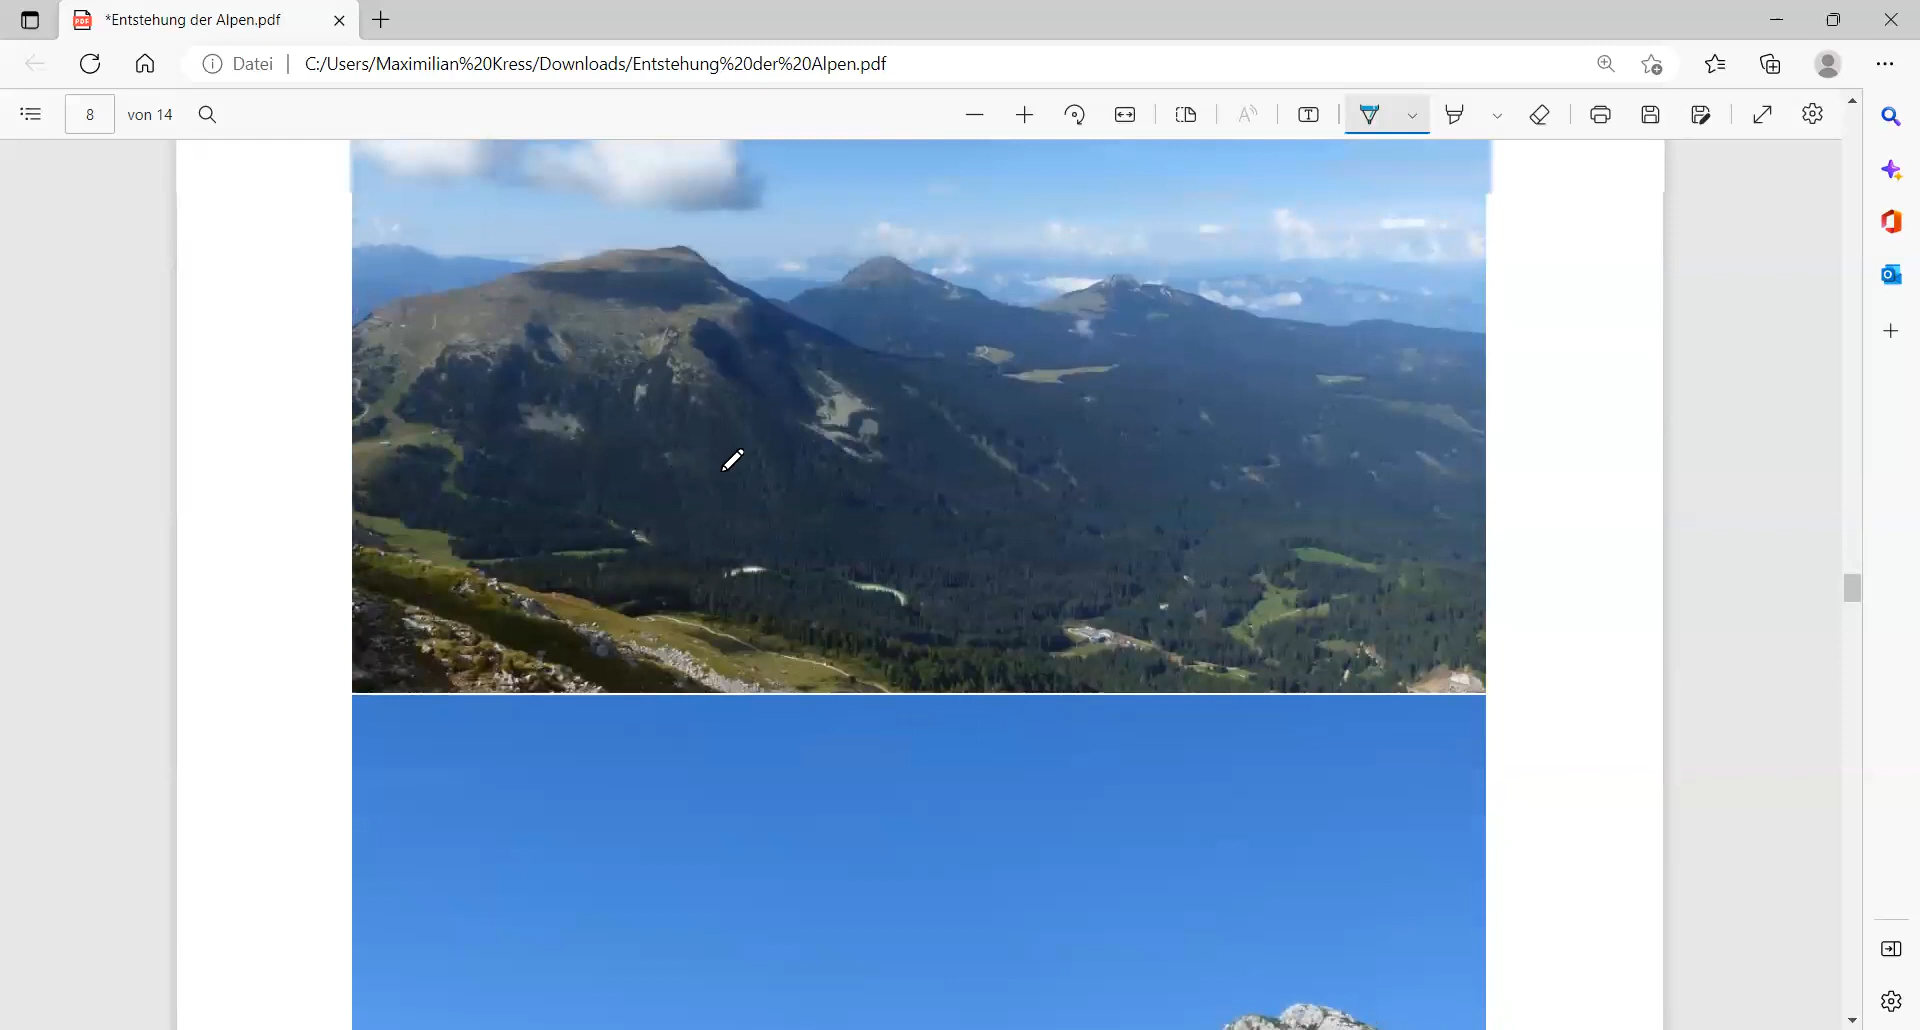 *Entstehung der Alpen.pdf
Datei
C:/Users/Maximilian%20Kress/Downloads/Entstehung%20der%20Alpen.pdf
8
von 14